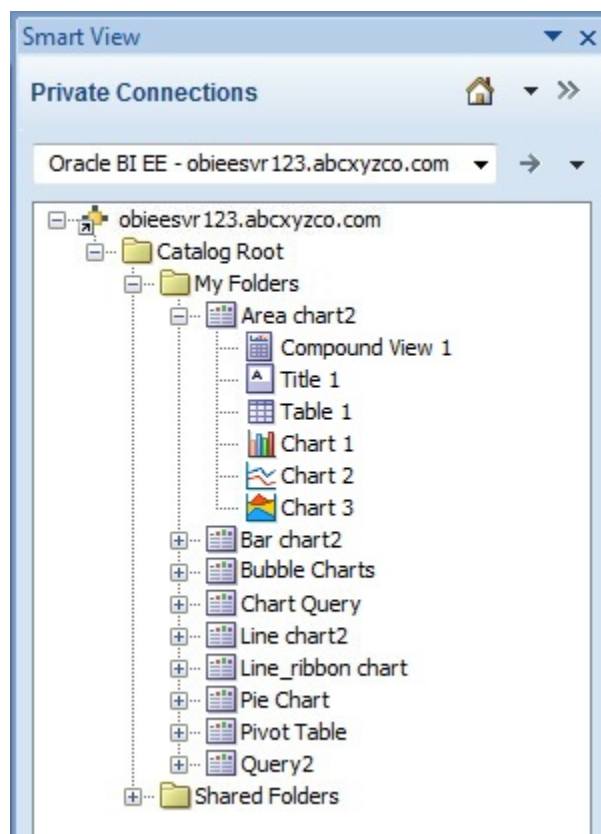 Smart View
Private Connections
Oracle BI EE - obieesvr123.abcxyzco.com
obieesvr123.abcxyzco.com
Catalog Root
My Folders
Area chart2
Compound View 1
Title 1
Table 1
Chart 1
Chart 2
Chart 3
Bar chart2
Bubble Charts
Chart Query
Line chart2
Line_ribbon chart
Pie Chart
Pivot Table
Query2
Shared Folders